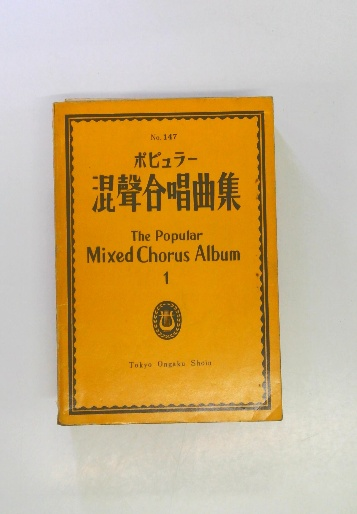 No. 147
ポピュラー
混聲合唱曲集
The Popular
Mixed Chorus Album
1
Tokyo Ongaku Shoin